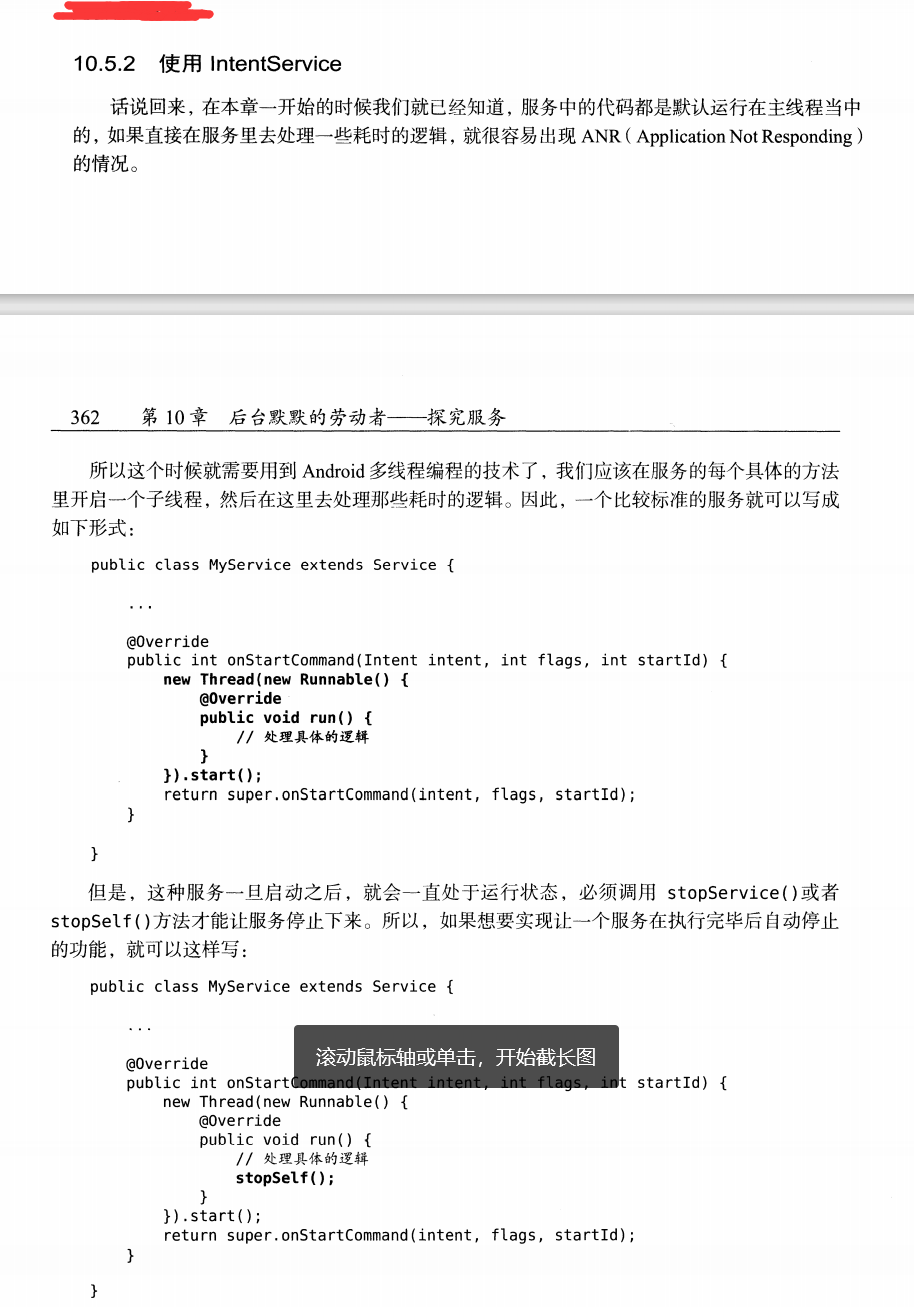 10.5.2 使用 IntentService
话说回来，在本章一开始的时候我们就已经知道，服务中的代码都是默认运行在主线程当中
的，如果直接在服务里去处理一些耗时的逻辑，就很容易出现 ANR（Application Not Responding）
的情况。
362 第 10 章 后台默默的劳动者——探究服务
所以这个时候就需要用到 Android 多线程编程的技术了，我们应该在服务的每个具体的方法
里开启一个子线程，然后在这里去处理那些耗时的逻辑。因此，一个比较标准的服务就可以写成
如下形式：
public class MyService extends Service {
...
@Override
public int onStartCommand(Intent intent, int flags, int startId) {
new Thread(new Runnable() {
@Override
public void run() {
// 处理具体的逻辑
}
}).start();
return super.onStartCommand(intent, flags, startId);
}
}
但是，这种服务一旦启动之后，就会一直处于运行状态，必须调用 stopService()或者
stopSelf()方法才能让服务停止下来。所以，如果想要实现让一个服务在执行完毕后自动停止
的功能，就可以这样写：
public class MyService extends Service {
...
滚动鼠标轴或单击，开始截长图
@Override
public int onStartCommand(Intent intent, int flags, int startId) {
new Thread(new Runnable() {
@Override
public void run() {
// 处理具体的逻辑
stopSelf();
}
}).start();
return super.onStartCommand(intent, flags, startId);
}
}